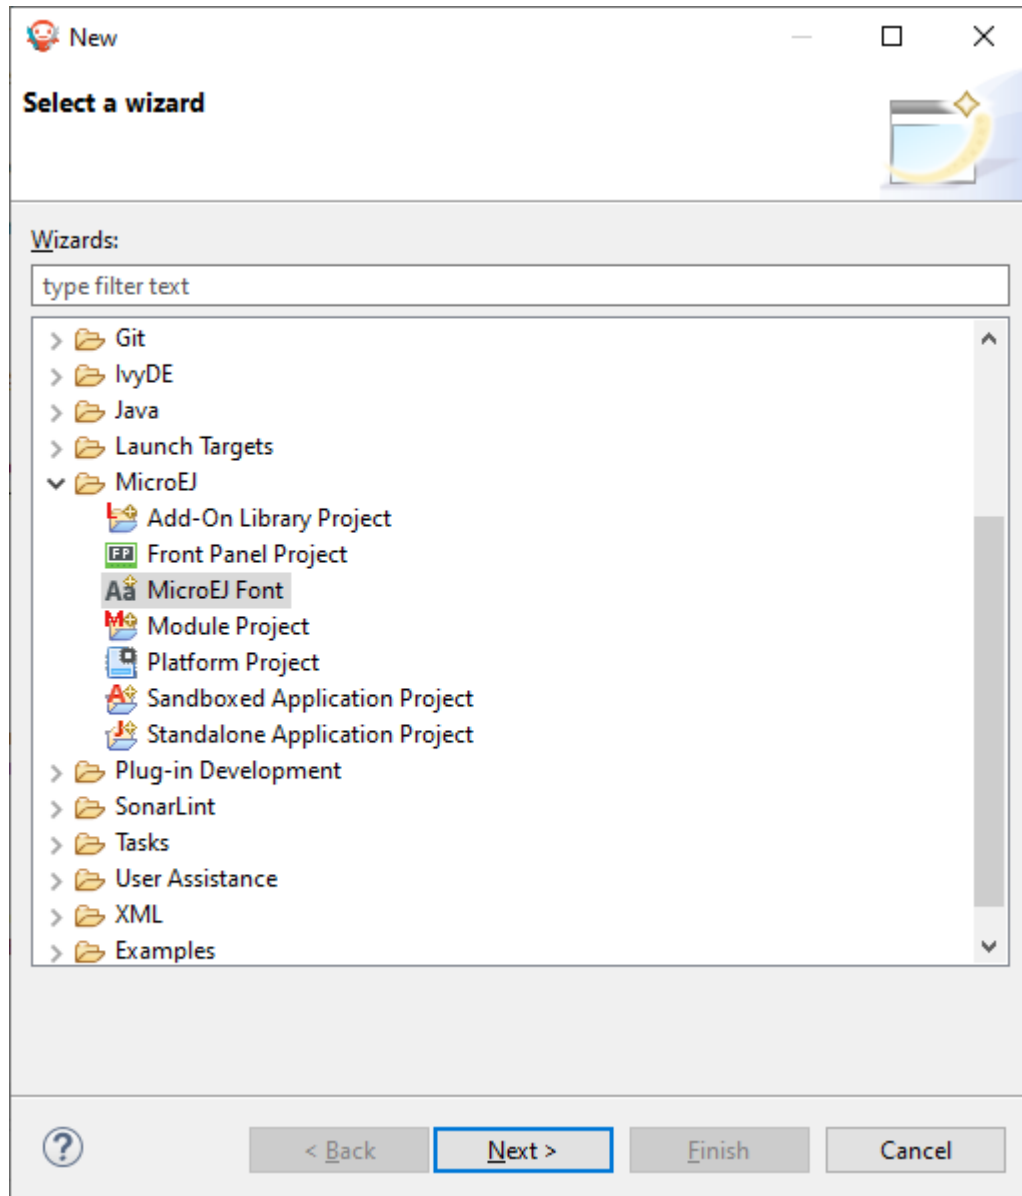 New
Select a wizard
Wizards:
type filter text
Git
IvyDE
Java
Launch Targets
MicroEJ
Add-On Library Project
FP Front Panel Project
Aa MicroEJ Font
M Module Project
Platform Project
A Sandboxed Application Project
J Standalone Application Project
Plug-in Development
SonarLint
Tasks
User Assistance
XML
Examples
? < Back Next > Finish Cancel